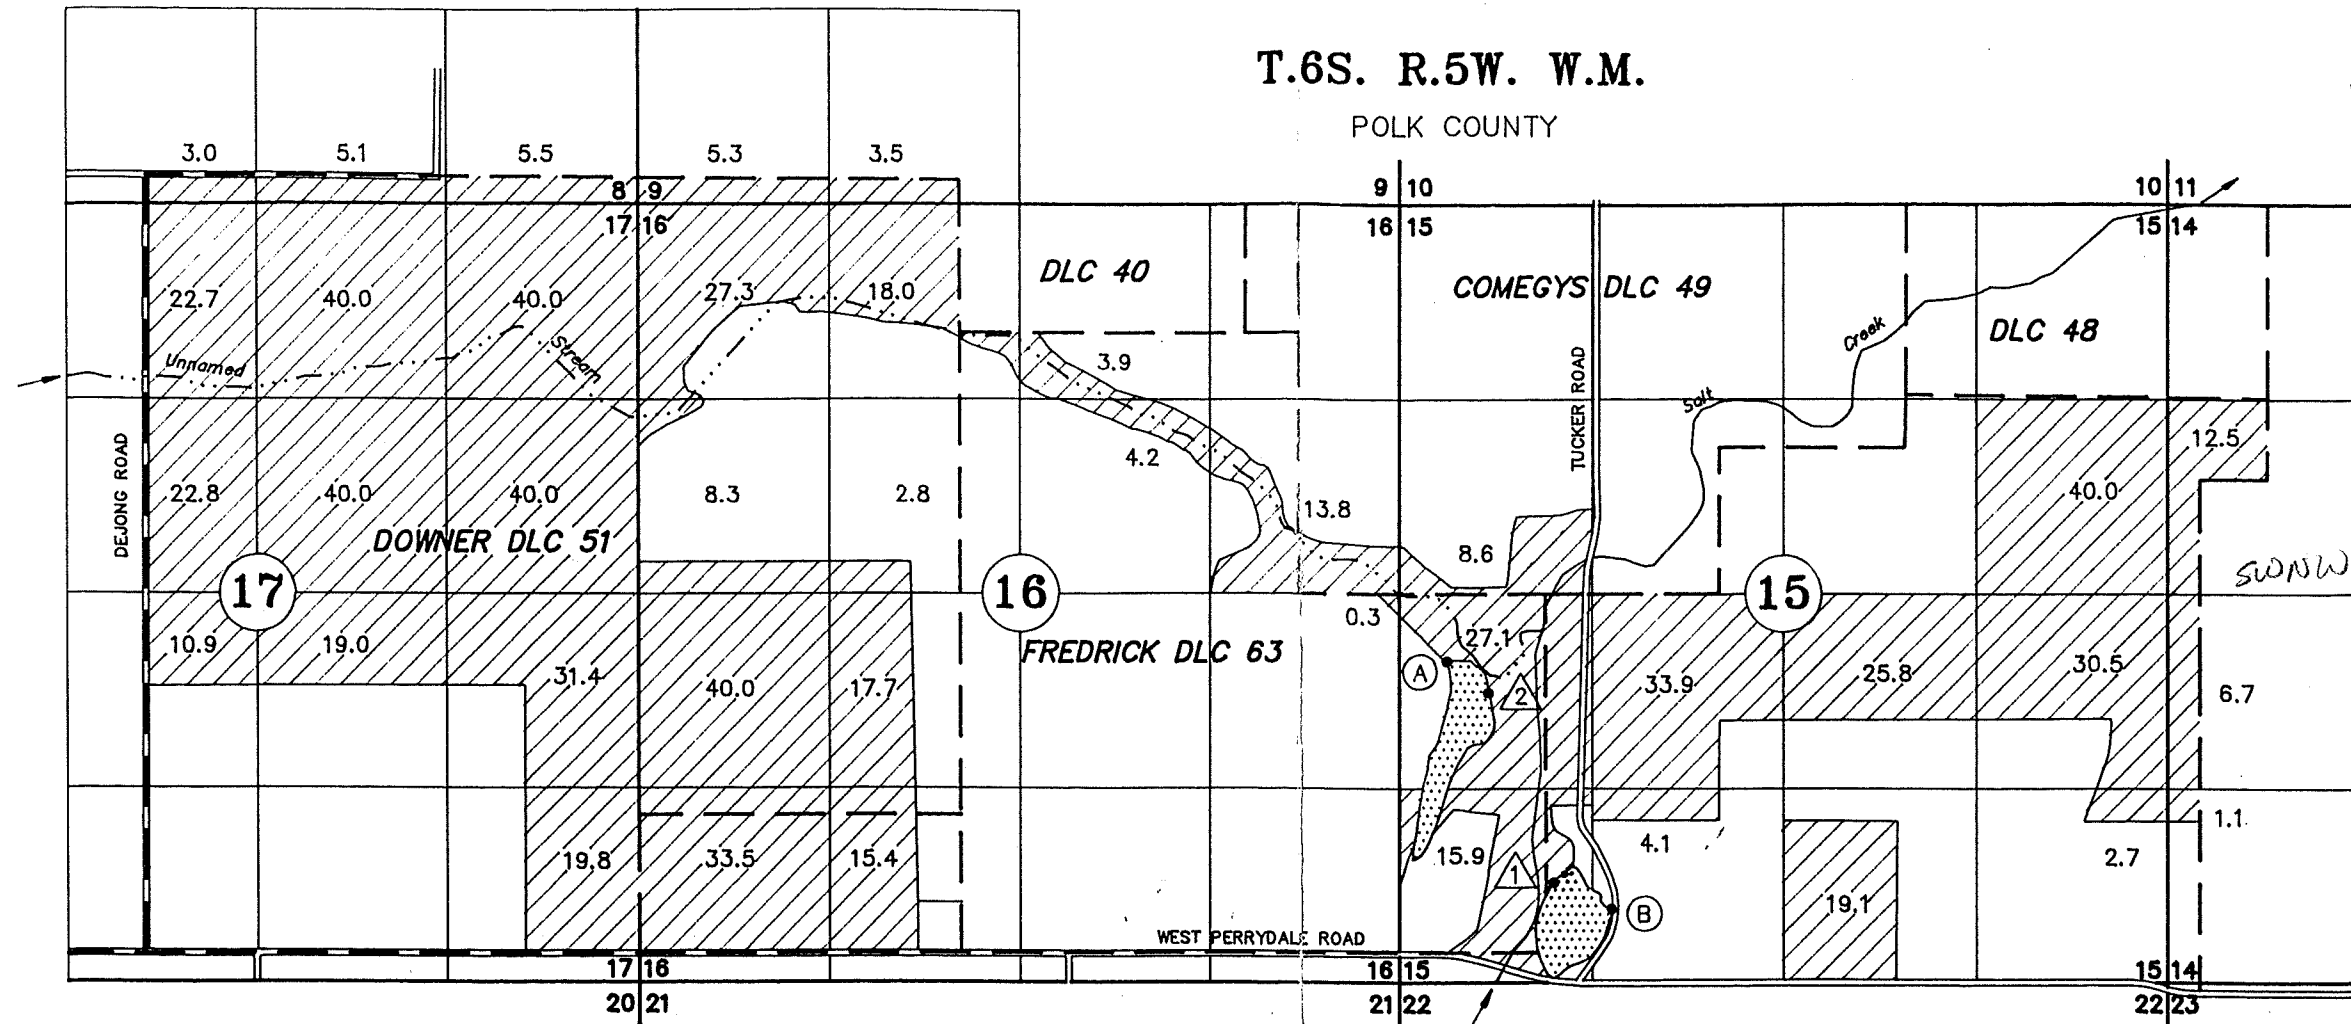 T.6S. R.5W. W.M.
POLK COUNTY
3.0 5.1 5.5 5.3 3.5
8 9 9 10 10 11
17 16 16 15 15 14
22.7 40.0 40.0 27.3 18.0 DLC 40 COMEGYS DLC 49 DLC 48
Unnamed Stream 3.9 TUCKER ROAD Salt Creek
DEJONG ROAD 22.8 40.0 40.0 8.3 2.8 4.2 13.8 40.0 12.5
DOWNER DLC 51 8.6
17 16 15 SWNW
10.9 19.0 FREDRICK DLC 63 0.3 27.1
31.4 40.0 17.7 A 2 33.9 25.8 30.5 6.7
19.8 33.5 15.4 15.9 1 4.1 2.7 1.1
19.1
B
WEST PERRYDALE ROAD
17 16 16 15 15 14
20 21 21 22 22 23